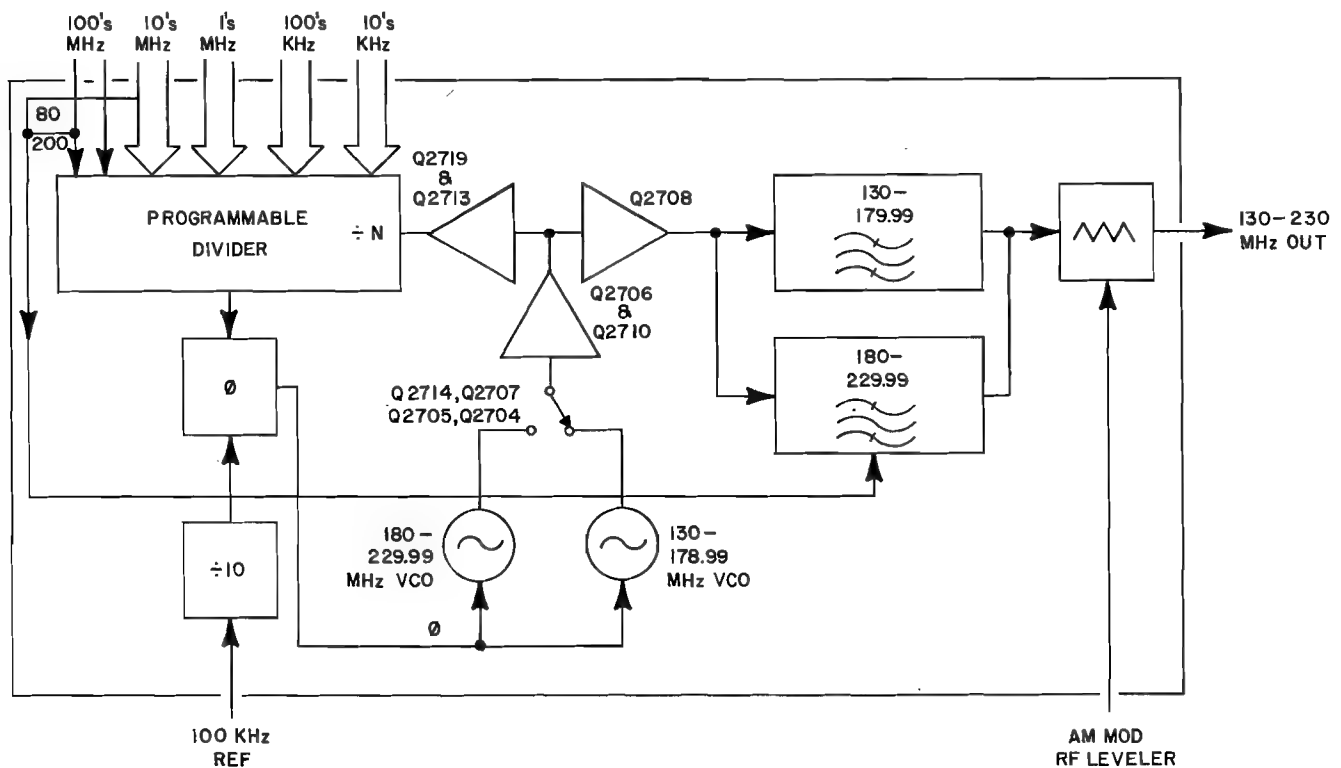 100's
MHz
10's
MHz
1's
MHz
100's
KHz
10's
KHz
80
200
PROGRAMMABLE
DIVIDER
÷ N
Q2719
&
Q2713
Q2708
130-
179.99
130-230
MHz OUT
Q2706
&
Q2710
180-
229.99
Ø
Q2714, Q2707
Q2705, Q2704
÷10
180-
229.99
MHz VCO
130-
178.99
MHz VCO
Ø
100 KHz
REF
AM MOD
RF LEVELER